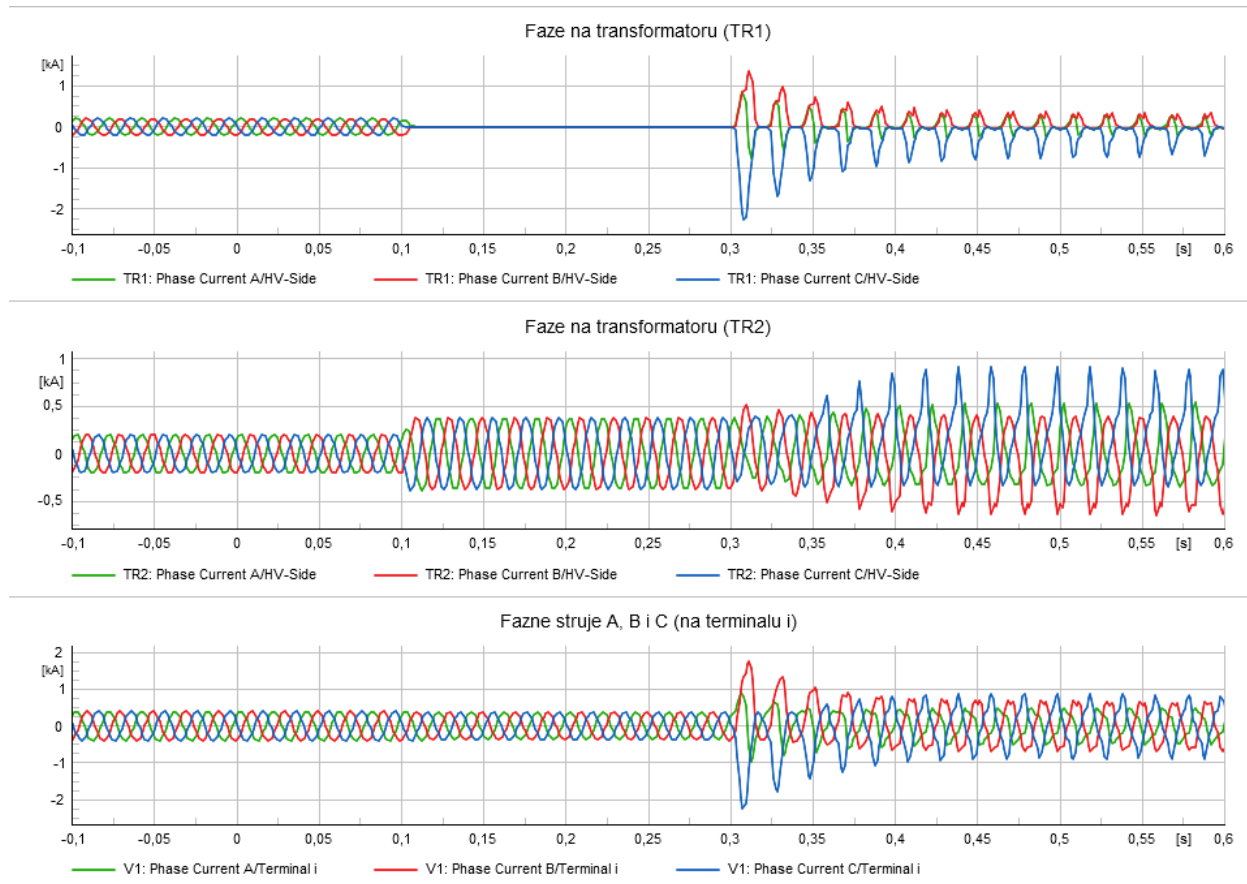 Faze na transformatoru (TR1)
[kA]
1
0
-1
-2
-0,1 -0,05 0 0,05 0,1 0,15 0,2 0,25 0,3 0,35 0,4 0,45 0,5 0,55 [s] 0,6
TR1: Phase Current A/HV-Side TR1: Phase Current B/HV-Side TR1: Phase Current C/HV-Side
Faze na transformatoru (TR2)
1
[kA]
0,5
0
-0,5
-0,1 -0,05 0 0,05 0,1 0,15 0,2 0,25 0,3 0,35 0,4 0,45 0,5 0,55 [s] 0,6
TR2: Phase Current A/HV-Side TR2: Phase Current B/HV-Side TR2: Phase Current C/HV-Side
Fazne struje A, B i C (na terminalu i)
2
[kA]
1
0
-1
-2
-0,1 -0,05 0 0,05 0,1 0,15 0,2 0,25 0,3 0,35 0,4 0,45 0,5 0,55 [s] 0,6
V1: Phase Current A/Terminal i V1: Phase Current B/Terminal i V1: Phase Current C/Terminal i